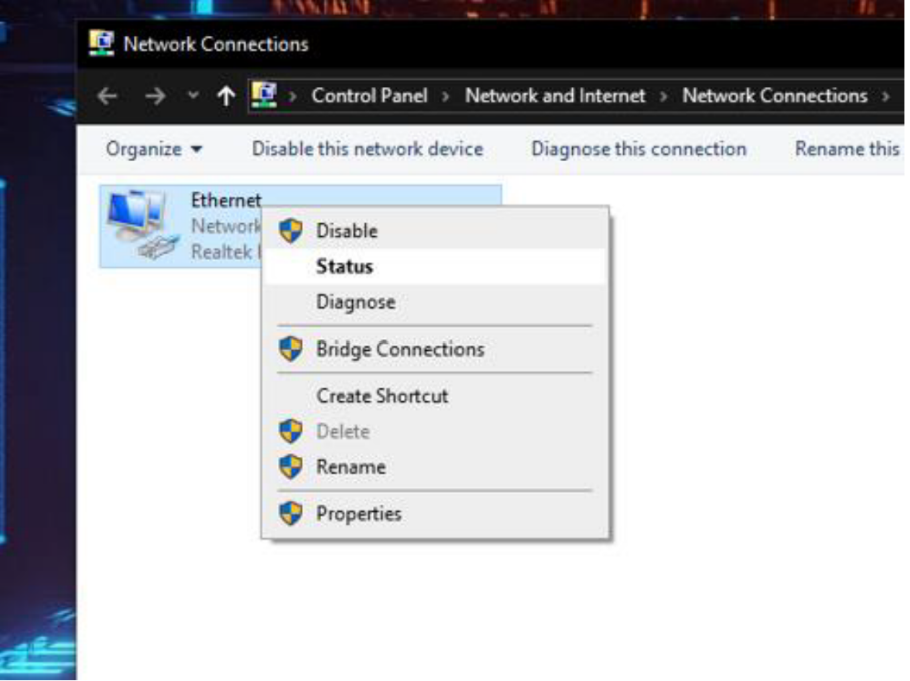 Network Connections
Control Panel > Network and Internet > Network Connections >
Organize Disable this network device Diagnose this connection Rename this
Ethernet
Network
Realtek
Disable
Status
Diagnose
Bridge Connections
Create Shortcut
Delete
Rename
Properties